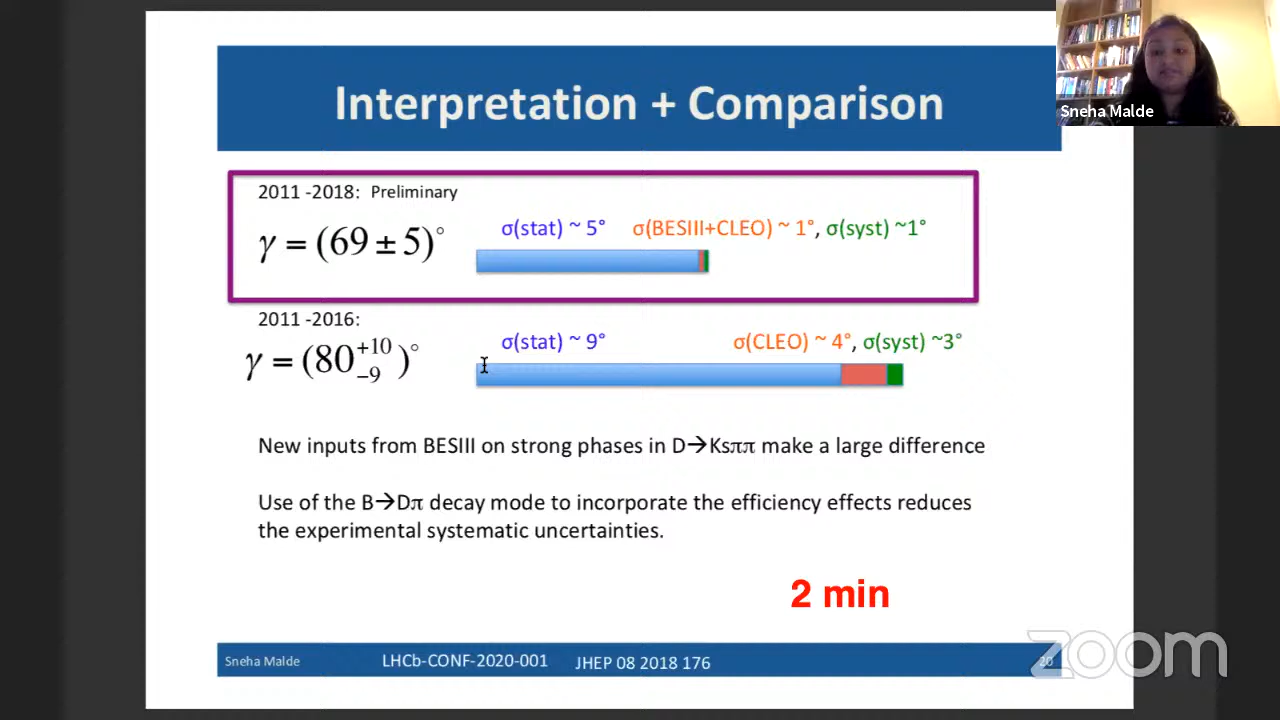 Interpretation + Comparison
Sneha Malde
2011 -2018: Preliminary
γ = (69 ± 5)°
σ(stat) ~ 5° σ(BESIII+CLEO) ~ 1°, σ(syst) ~1°
2011 -2016:
γ = (80 +10 −9)°
σ(stat) ~ 9° σ(CLEO) ~ 4°, σ(syst) ~3°
New inputs from BESIII on strong phases in D→Ksππ make a large difference
Use of the B→Dπ decay mode to incorporate the efficiency effects reduces
the experimental systematic uncertainties.
2 min
Sneha Malde LHCb-CONF-2020-001 JHEP 08 2018 176 20
zoom